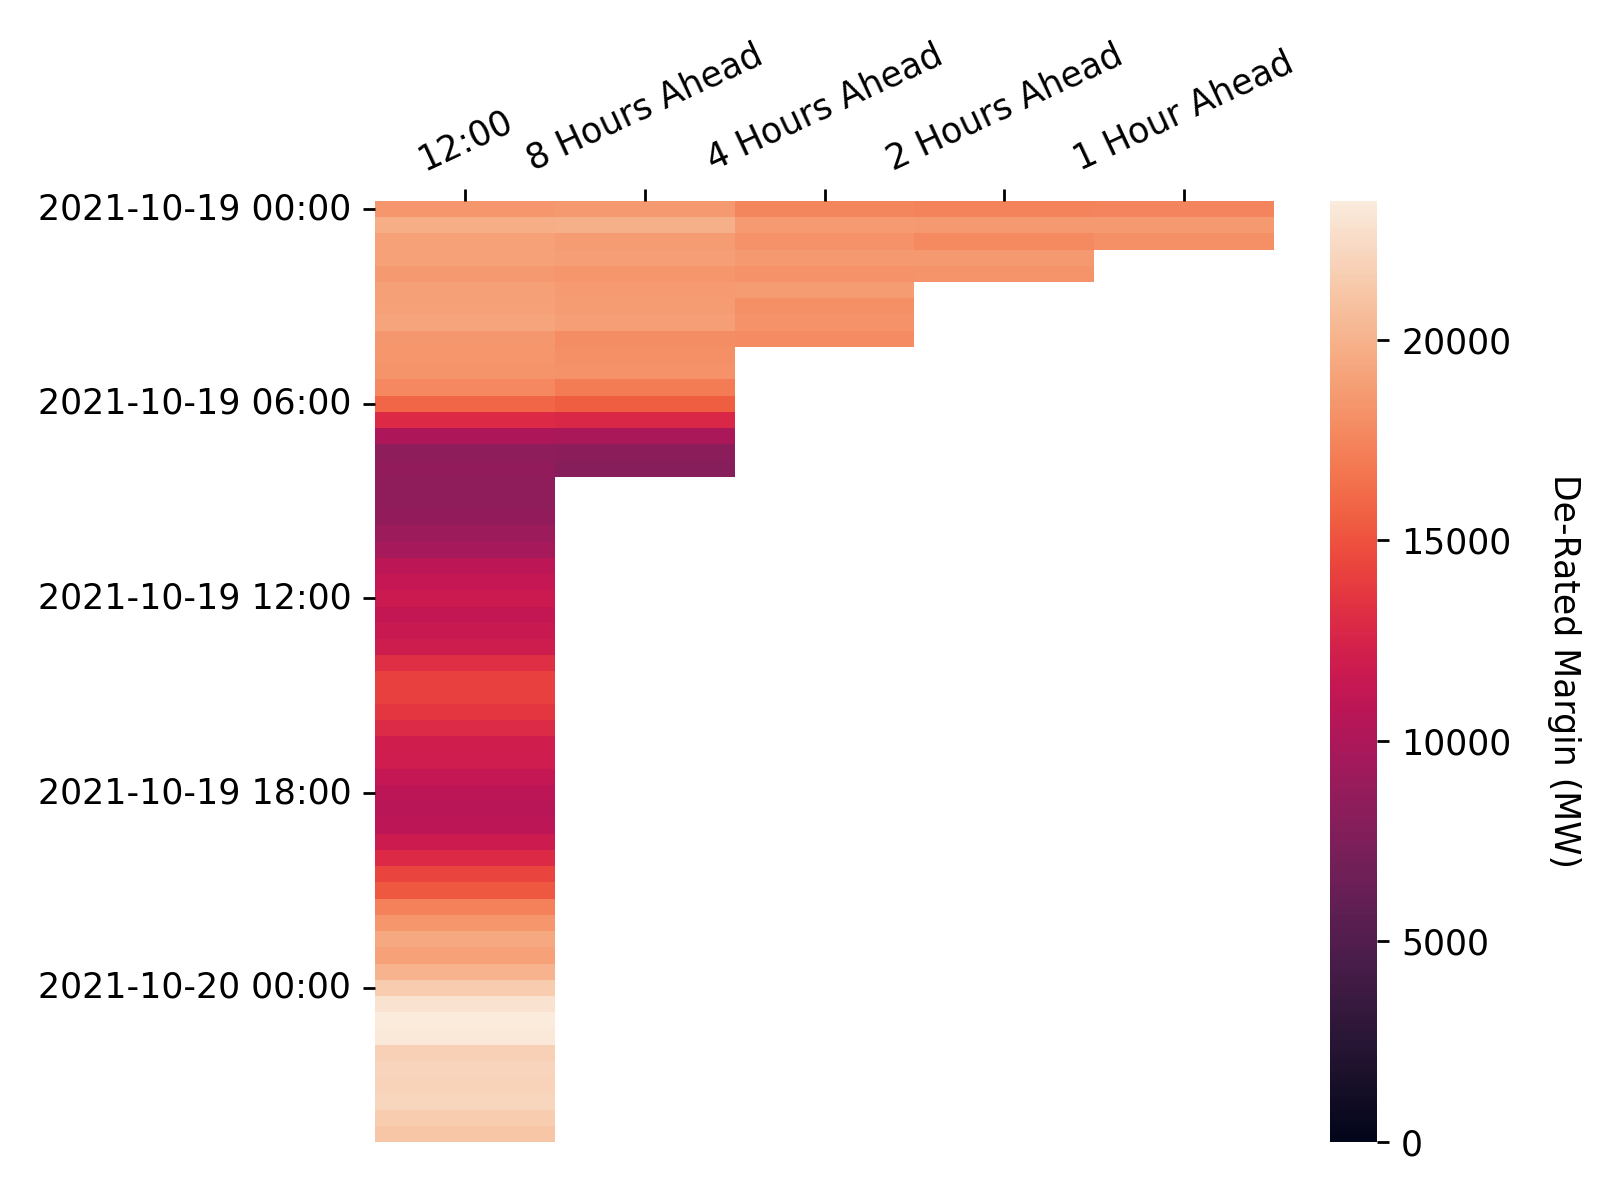 12:00
8 Hours Ahead
4 Hours Ahead
2 Hours Ahead
1 Hour Ahead
2021-10-19 00:00
2021-10-19 06:00
2021-10-19 12:00
2021-10-19 18:00
2021-10-20 00:00
20000
15000
10000
5000
0
De-Rated Margin (MW)